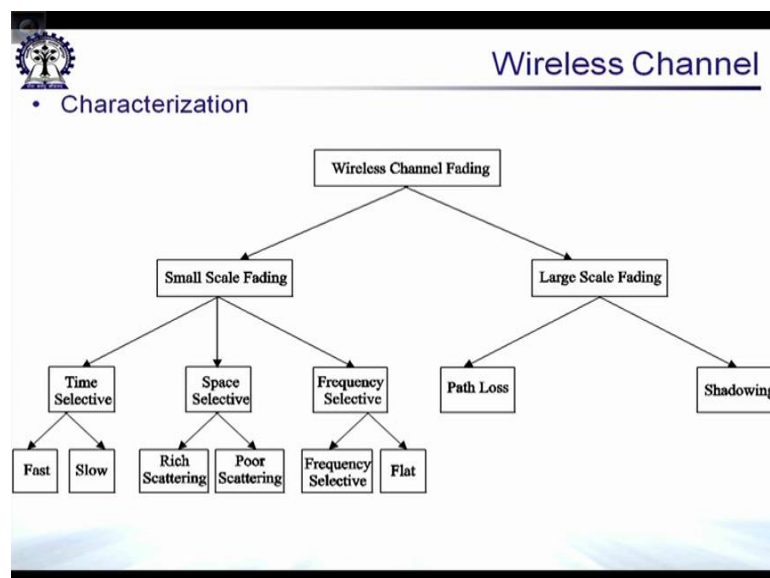 Wireless Channel
• Characterization
Wireless Channel Fading
Small Scale Fading
Large Scale Fading
Time
Selective
Space
Selective
Frequency
Selective
Path Loss
Shadowing
Fast
Slow
Rich
Scattering
Poor
Scattering
Frequency
Selective
Flat